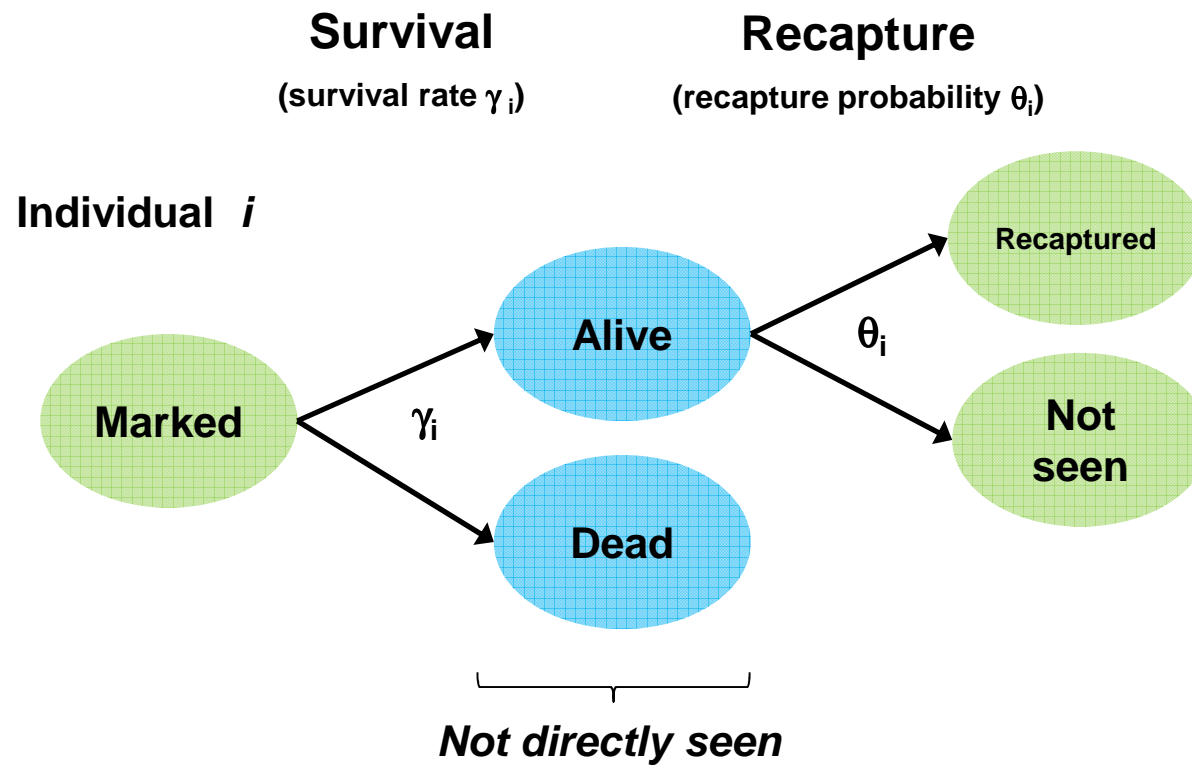 Survival
(survival rate γ i)
Recapture
(recapture probability θi)
Individual i
Marked
γi
Alive
Dead
θi
Recaptured
Not
seen
Not directly seen